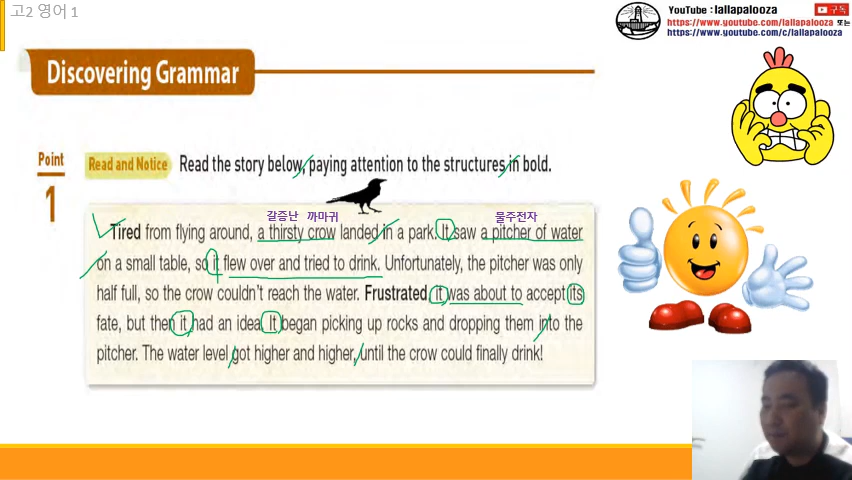 고2 영어 1
YouTube : lallapalooza 구독
https://www.youtube.com/lallapalooza 또는
https://www.youtube.com/c/lallapalooza
Discovering Grammar
Point
1
Read and Notice Read the story below, paying attention to the structures in bold.
갈증난 까마귀
물주전자
Tired from flying around, a thirsty crow landed in a park. It saw a pitcher of water
on a small table, so it flew over and tried to drink. Unfortunately, the pitcher was only
half full, so the crow couldn't reach the water. Frustrated, it was about to accept its
fate, but then it had an idea. It began picking up rocks and dropping them into the
pitcher. The water level got higher and higher, until the crow could finally drink!